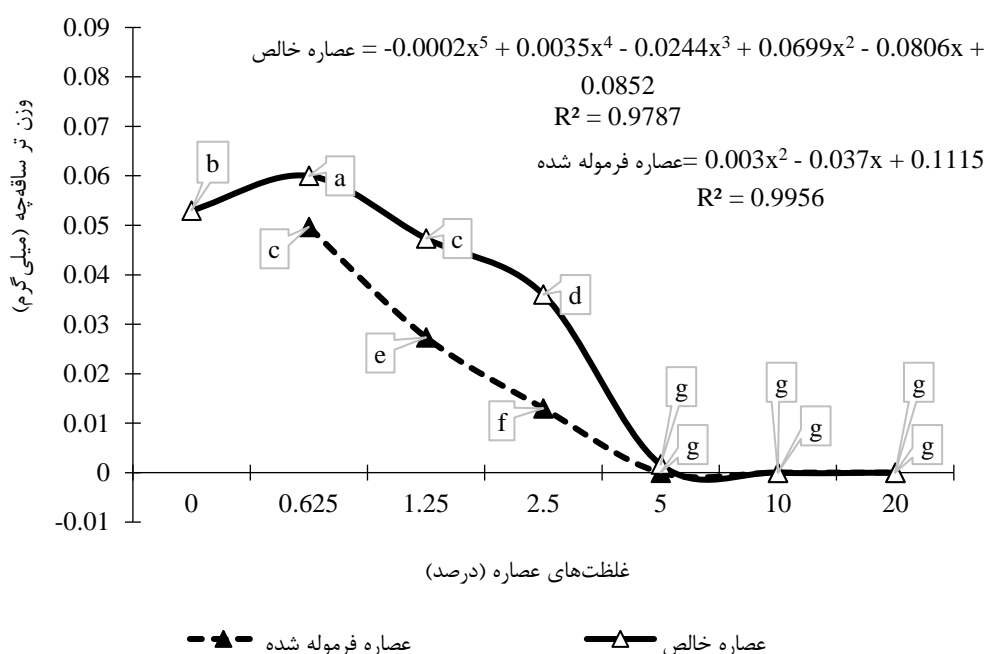 0.09
0.08
0.07
0.06
0.05
0.04
0.03
0.02
0.01
0
-0.01
وزن تر ساقه‌چه (میلی‌گرم)
عصاره خالص = -0.0002x⁵ + 0.0035x⁴ - 0.0244x³ + 0.0699x² - 0.0806x +
0.0852
R² = 0.9787
عصاره فرموله شده= 0.003x² - 0.037x + 0.1115
R² = 0.9956
b
a
c
c
d
e
f
g
g
g
g
g
g
0 0.625 1.25 2.5 5 10 20
غلظت‌های عصاره (درصد)
عصاره فرموله شده
عصاره خالص